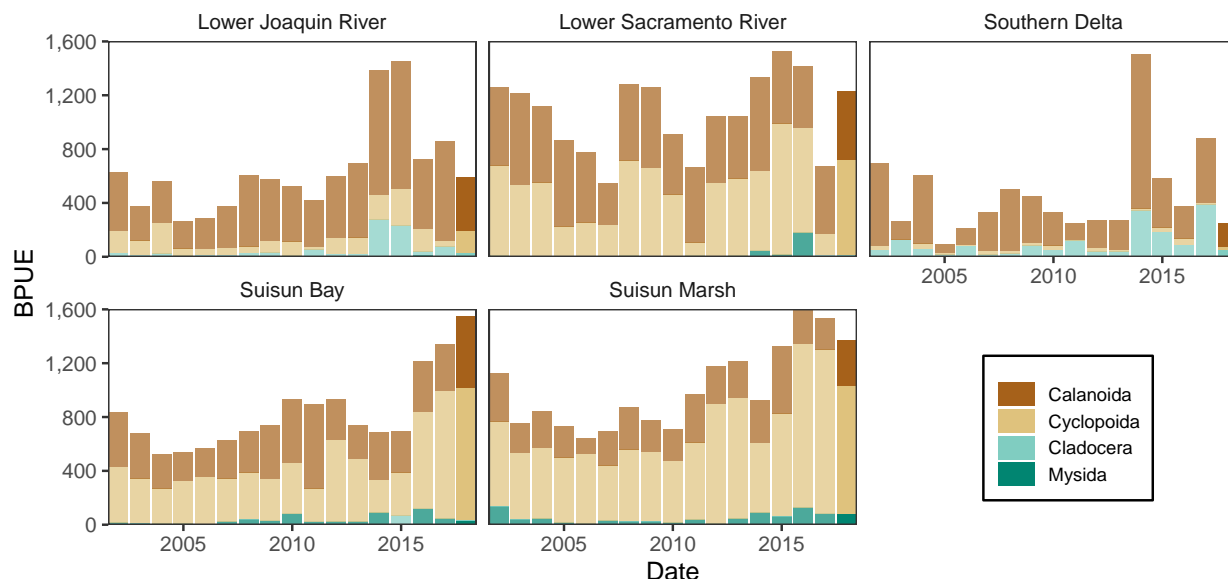 Lower Joaquin River
Lower Sacramento River
Southern Delta
1,600
1,200
800
400
0
2005
2010
2015
BPUE
Suisun Bay
Suisun Marsh
1,600
1,200
800
400
0
2005
2010
2015
2005
2010
2015
Date
Calanoida
Cyclopoida
Cladocera
Mysida